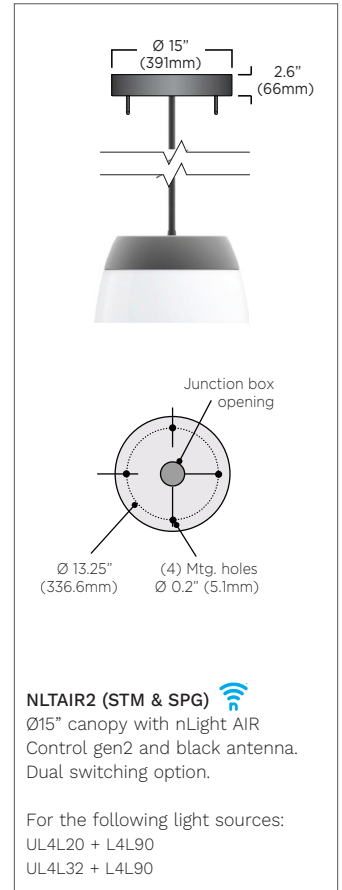 Ø 15”
(391mm)
2.6”
(66mm)
Junction box
opening
Ø 13.25”
(336.6mm)
(4) Mtg. holes
Ø 0.2” (5.1mm)
NLTAIR2 (STM & SPG)
Ø15” canopy with nLight AIR
Control gen2 and black antenna.
Dual switching option.
For the following light sources:
UL4L20 + L4L90
UL4L32 + L4L90